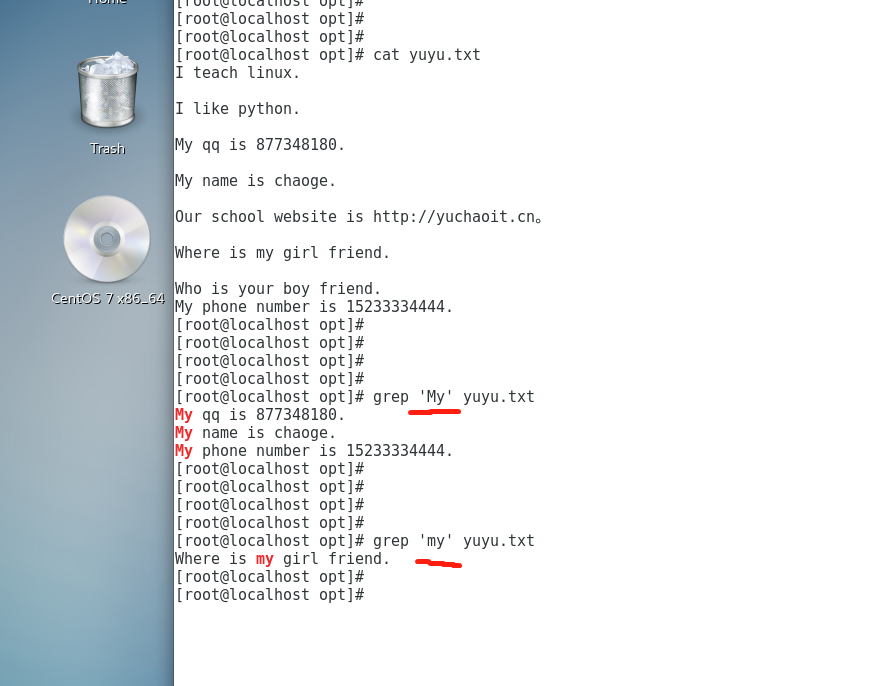 Home
Trash
CentOS 7 x86_64
[root@localhost opt]#
[root@localhost opt]#
[root@localhost opt]#
[root@localhost opt]# cat yuyu.txt
I teach linux.
I like python.
My qq is 877348180.
My name is chaoge.
Our school website is http://yuchaoit.cn。
Where is my girl friend.
Who is your boy friend.
My phone number is 15233334444.
[root@localhost opt]#
[root@localhost opt]#
[root@localhost opt]#
[root@localhost opt]#
[root@localhost opt]# grep 'My' yuyu.txt
My qq is 877348180.
My name is chaoge.
My phone number is 15233334444.
[root@localhost opt]#
[root@localhost opt]#
[root@localhost opt]#
[root@localhost opt]#
[root@localhost opt]# grep 'my' yuyu.txt
Where is my girl friend.
[root@localhost opt]#
[root@localhost opt]#